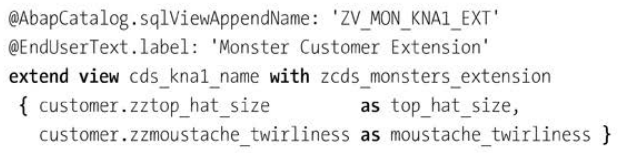 @AbapCatalog.sqlViewAppendName: 'ZV_MON_KNA1_EXT'
@EndUserText.label: 'Monster Customer Extension'
extend view cds_kna1_name with zcds_monsters_extension
{ customer.zztop_hat_size as top_hat_size,
customer.zzmoustache_twirliness as moustache_twirliness }